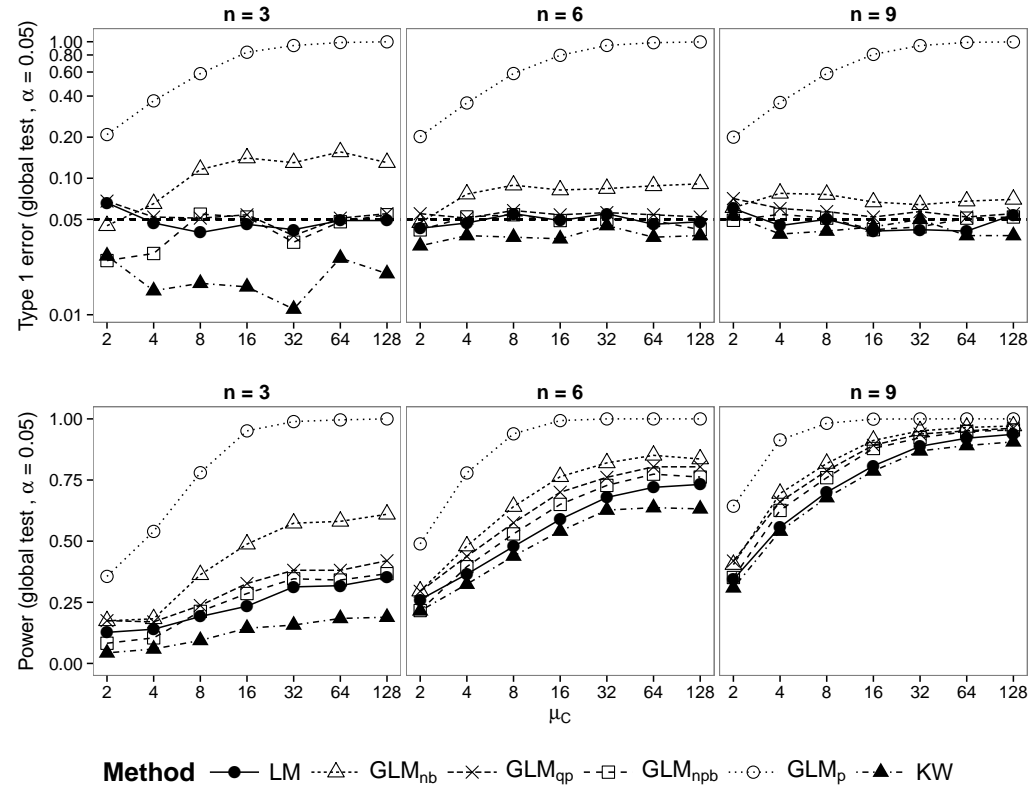 n = 3 n = 6 n = 9
Type 1 error (global test , α = 0.05)
1.00
0.80
0.60
0.40
0.20
0.10
0.05
0.01
2 4 8 16 32 64 128 2 4 8 16 32 64 128 2 4 8 16 32 64 128
n = 3 n = 6 n = 9
Power (global test , α = 0.05)
1.00
0.75
0.50
0.25
0.00
2 4 8 16 32 64 128 2 4 8 16 32 64 128 2 4 8 16 32 64 128
μC
Method LM GLMnb GLMqp GLMnpb GLMp KW